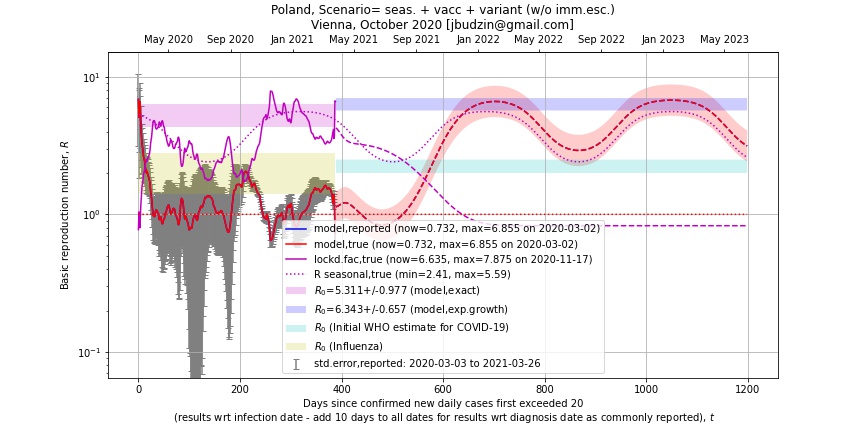 Poland, Scenario= seas. + vacc + variant (w/o imm.esc.)
Vienna, October 2020 [jbudzin@gmail.com]
May 2020 Sep 2020 Jan 2021 May 2021 Sep 2021 Jan 2022 May 2022 Sep 2022 Jan 2023 May 2023
10¹
10⁰
10⁻¹
Basic reproduction number, R
model,reported (now=0.732, max=6.855 on 2020-03-02)
model,true (now=0.732, max=6.855 on 2020-03-02)
lockd.fac,true (now=6.635, max=7.875 on 2020-11-17)
R seasonal,true (min=2.41, max=5.59)
R₀=5.311+/-0.977 (model,exact)
R₀=6.343+/-0.657 (model,exp.growth)
R₀ (Initial WHO estimate for COVID-19)
R₀ (Influenza)
std.error,reported: 2020-03-03 to 2021-03-26
0 200 400 600 800 1000 1200
Days since confirmed new daily cases first exceeded 20
(results wrt infection date - add 10 days to all dates for results wrt diagnosis date as commonly reported), t